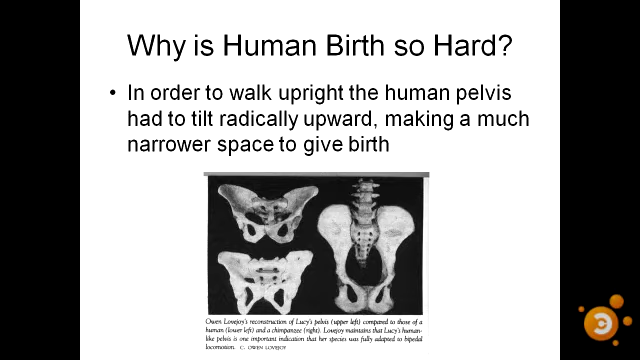 Why is Human Birth so Hard?
• In order to walk upright the human pelvis
had to tilt radically upward, making a much
narrower space to give birth
Owen Lovejoy's reconstruction of Lucy's pelvis (upper left) compared to those of a
human (lower left) and a chimpanzee (right). Lovejoy maintains that Lucy's human-
like pelvis is one important indication that her species was fully adapted to bipedal
locomotion. C. OWEN LOVEJOY